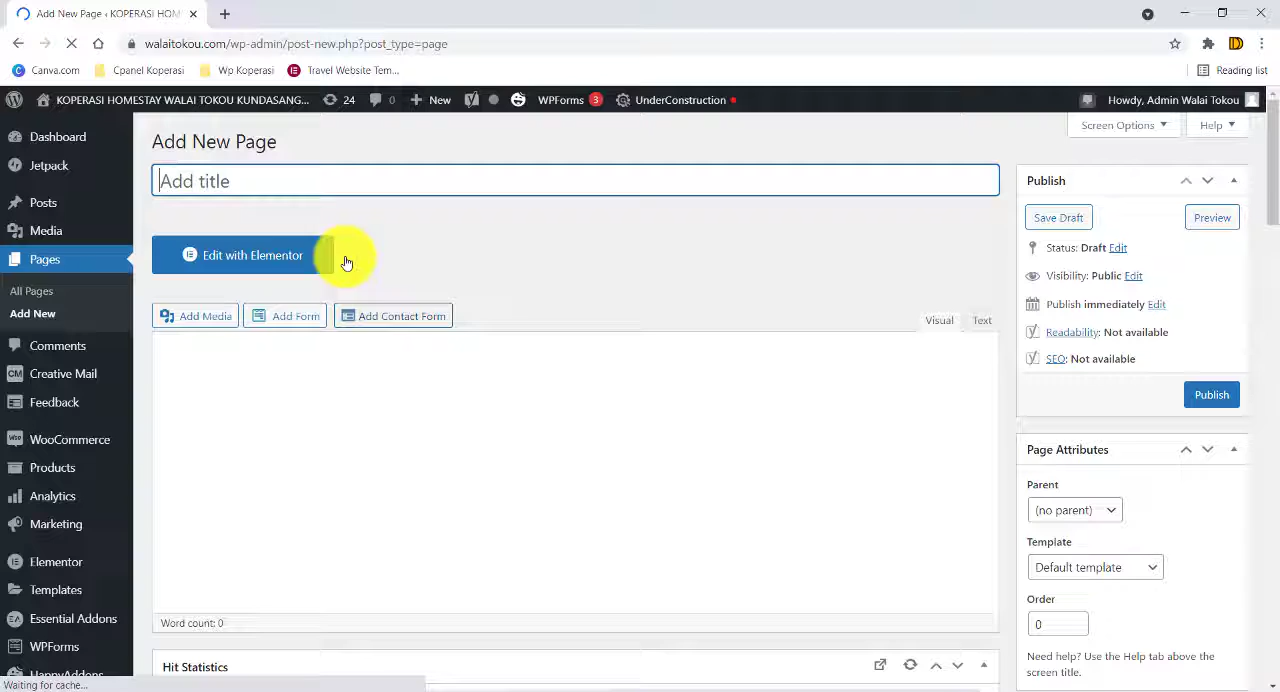 Add New Page ‹ KOPERASI HOM
walaitokou.com/wp-admin/post-new.php?post_type=page
Canva.com
Cpanel Koperasi
Wp Koperasi
Travel Website Tem...
Reading list
KOPERASI HOMESTAY WALAI TOKOU KUNDASANG...
24
0
New
WPForms
3
UnderConstruction
Howdy, Admin Walai Tokou
Dashboard
Jetpack
Posts
Media
Pages
All Pages
Add New
Comments
CM
Creative Mail
Feedback
Woo
WooCommerce
Products
Analytics
Marketing
Elementor
Templates
EA
Essential Addons
WPForms
HappyAddons
Waiting for cache...
Screen Options
Help
Add New Page
Add title
Edit with Elementor
Add Media
Add Form
Add Contact Form
Visual
Text
Word count: 0
Hit Statistics
Publish
Save Draft
Preview
Status: Draft Edit
Visibility: Public Edit
Publish immediately Edit
Readability: Not available
SEO: Not available
Publish
Page Attributes
Parent
(no parent)
Template
Default template
Order
0
Need help? Use the Help tab above the
screen title.